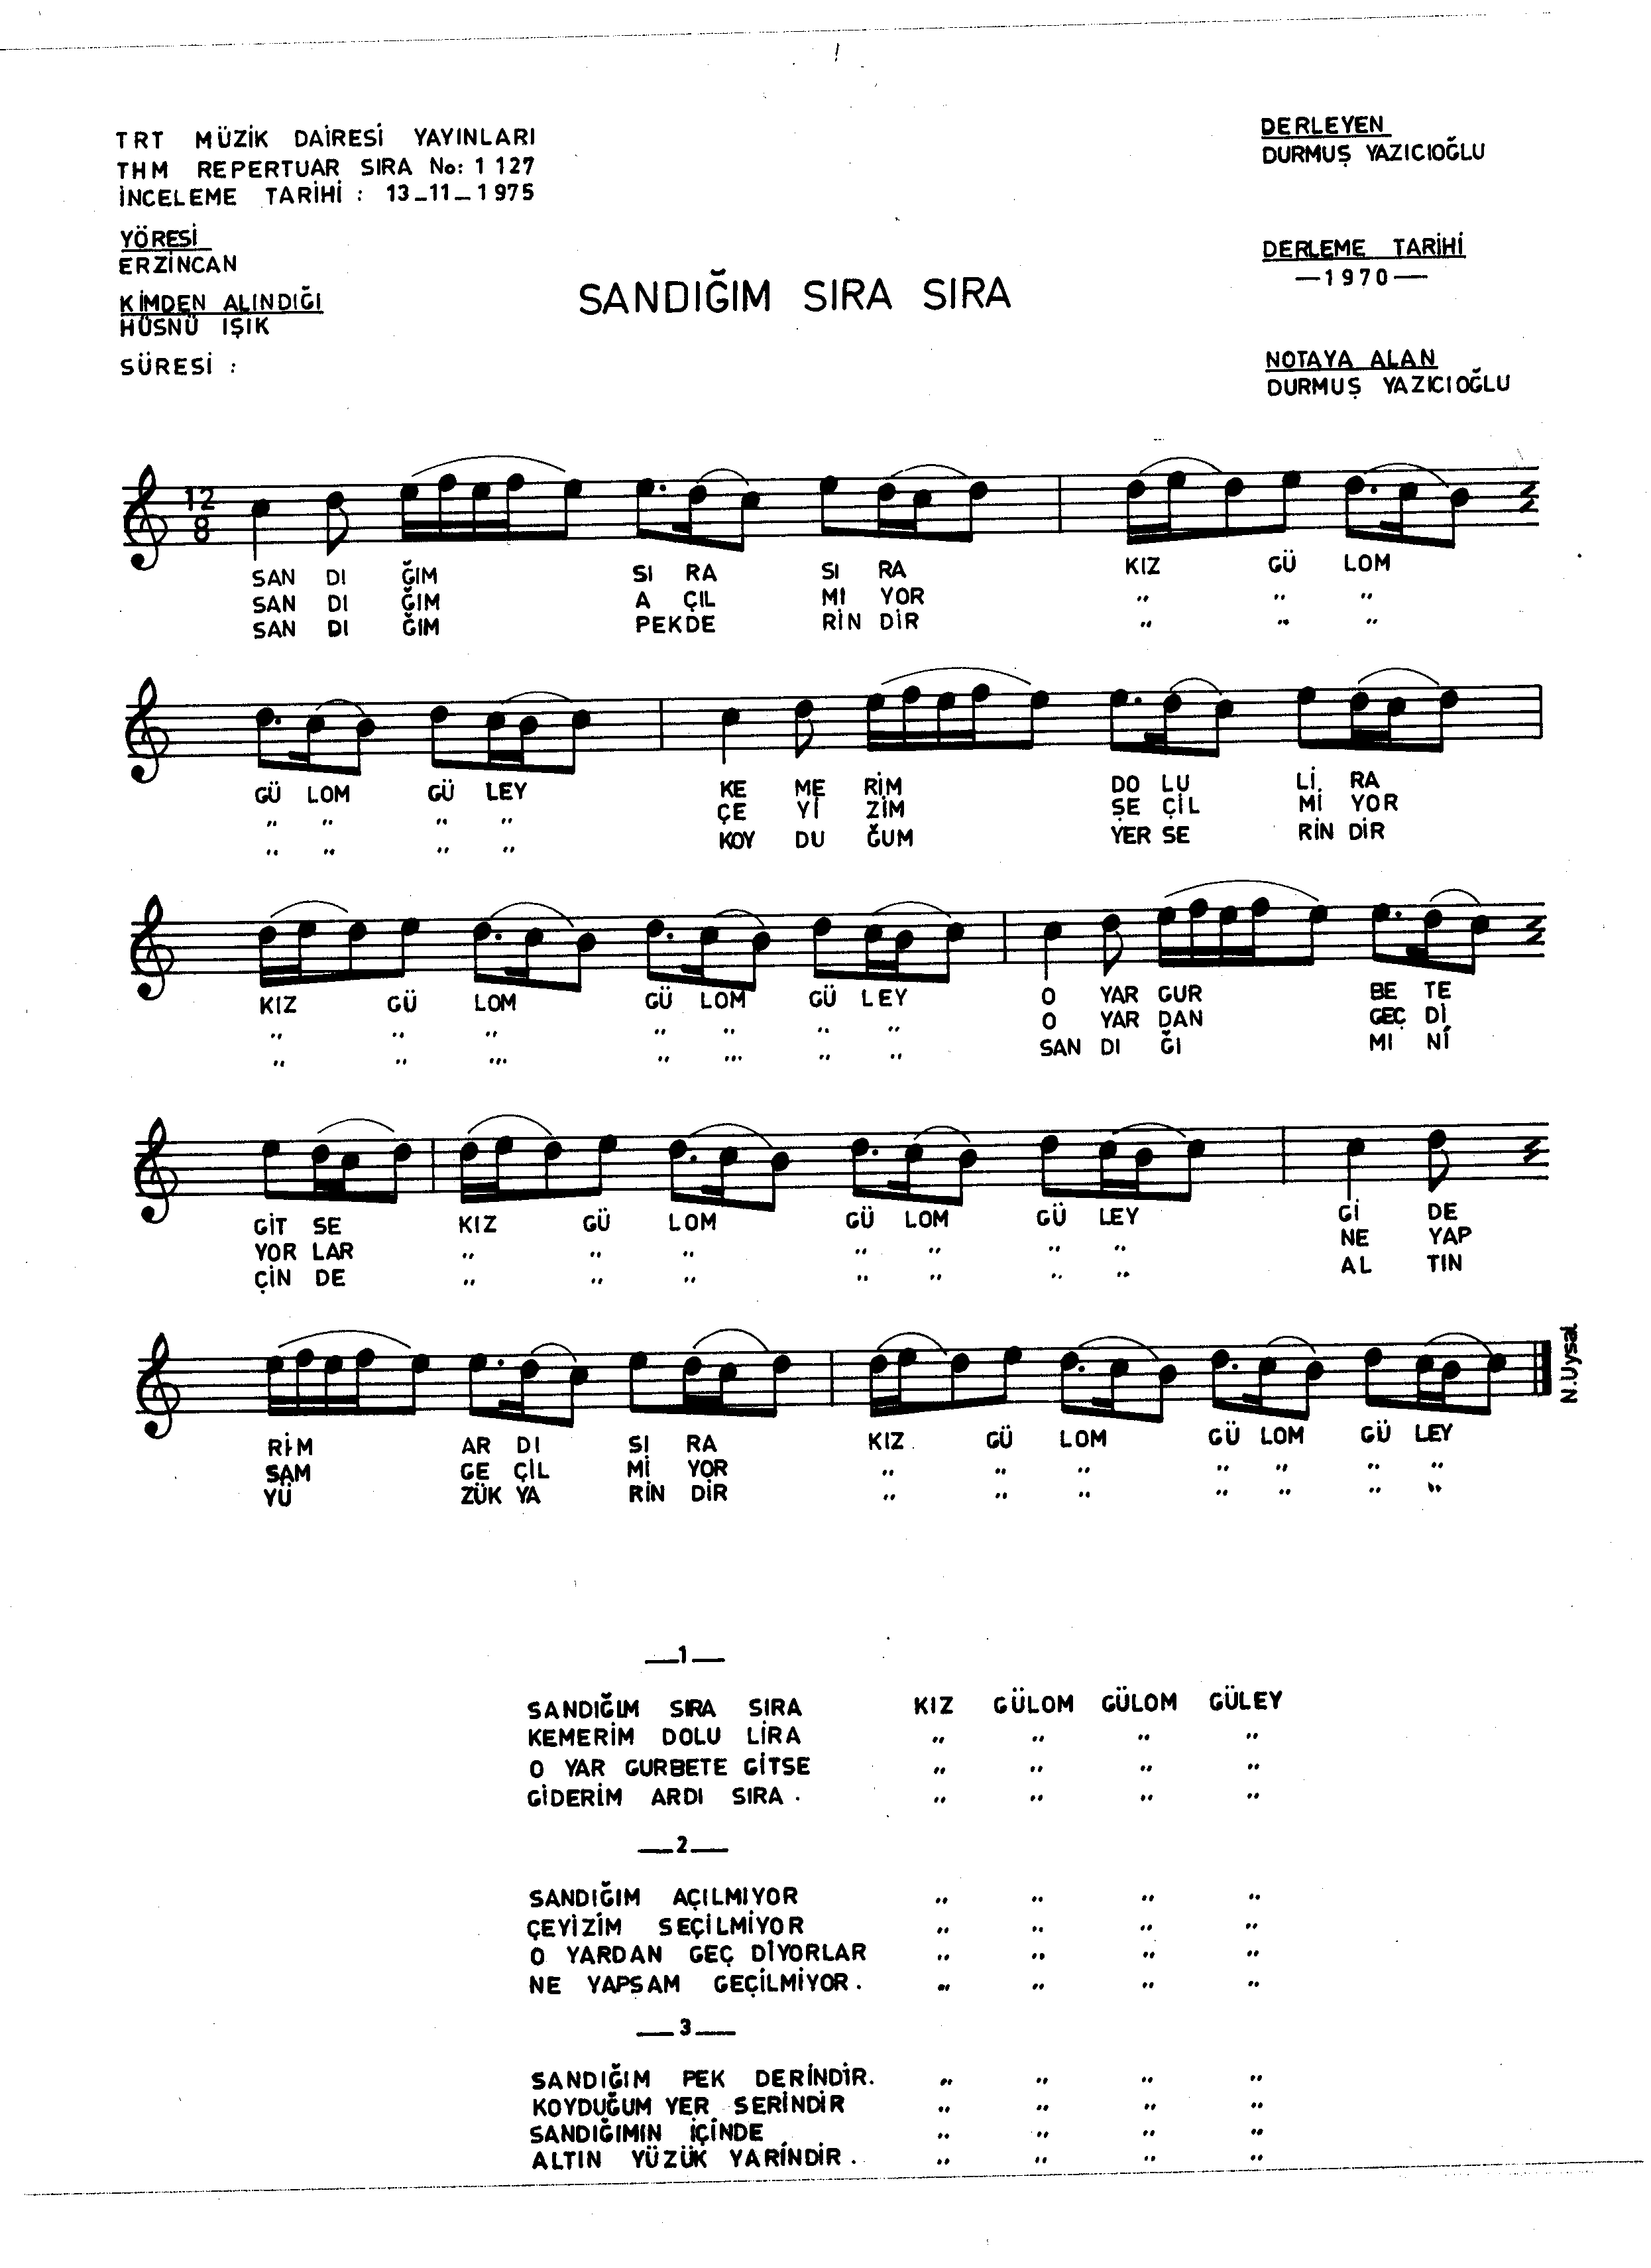 TRT MÜZİK DAİRESİ YAYINLARI
THM REPERTUAR SIRA No: 1 127
İNCELEME TARİHİ : 13_11_1975
YÖRESİ
ERZİNCAN
KİMDEN ALINDIĞI
HÜSNÜ IŞIK
SÜRESİ :
SANDIĞIM SIRA SIRA
DERLEYEN
DURMUŞ YAZICIOĞLU
DERLEME TARİHİ
—1970—
NOTAYA ALAN
DURMUŞ YAZICIOĞLU
12
8
SAN DI ĞIM SI RA SI RA KIZ GÜ LOM
SAN DI ĞIM A ÇIL MI YOR " " "
SAN DI ĞIM PEKDE RİN DİR " " "
GÜ LOM GÜ LEY KE ME RİM DO LU Lİ RA
" " " " ÇE Yİ ZİM SE ÇİL Mİ YOR
" " " " KOY DU ĞUM YER SE RİN DİR
KIZ GÜ LOM GÜ LOM GÜ LEY O YAR GUR BE TE
" " " " " " " O YAR DAN GEÇ Dİ
" " " " " " " SAN DI ĞI MI Nİ
GİT SE KIZ GÜ LOM GÜ LOM GÜ LEY Gİ DE
YOR LAR " " " " " " " NE YAP
ÇİN DE " " " " " " " AL TIN
RİM AR DI SI RA KIZ GÜ LOM GÜ LOM GÜ LEY
SAM GE ÇİL Mİ YOR " " " " " " "
YÜ ZÜK YA RİN DİR " " " " " " "
N.Uysal
—1—
SANDIĞIM SIRA SIRA KIZ GÜLOM GÜLOM GÜLEY
KEMERİM DOLU LİRA " " " "
O YAR GURBETE GİTSE " " " "
GİDERİM ARDI SIRA . " " " "
—2—
SANDIĞIM AÇILMIYOR " " " "
ÇEYİZİM SEÇİLMİYOR " " " "
O YARDAN GEÇ DİYORLAR " " " "
NE YAPSAM GEÇİLMİYOR . " " " "
—3—
SANDIĞIM PEK DERİNDİR. " " " "
KOYDUĞUM YER SERİNDİR " " " "
SANDIĞIMIN İÇİNDE " " " "
ALTIN YÜZÜK YARİNDİR . " " " "